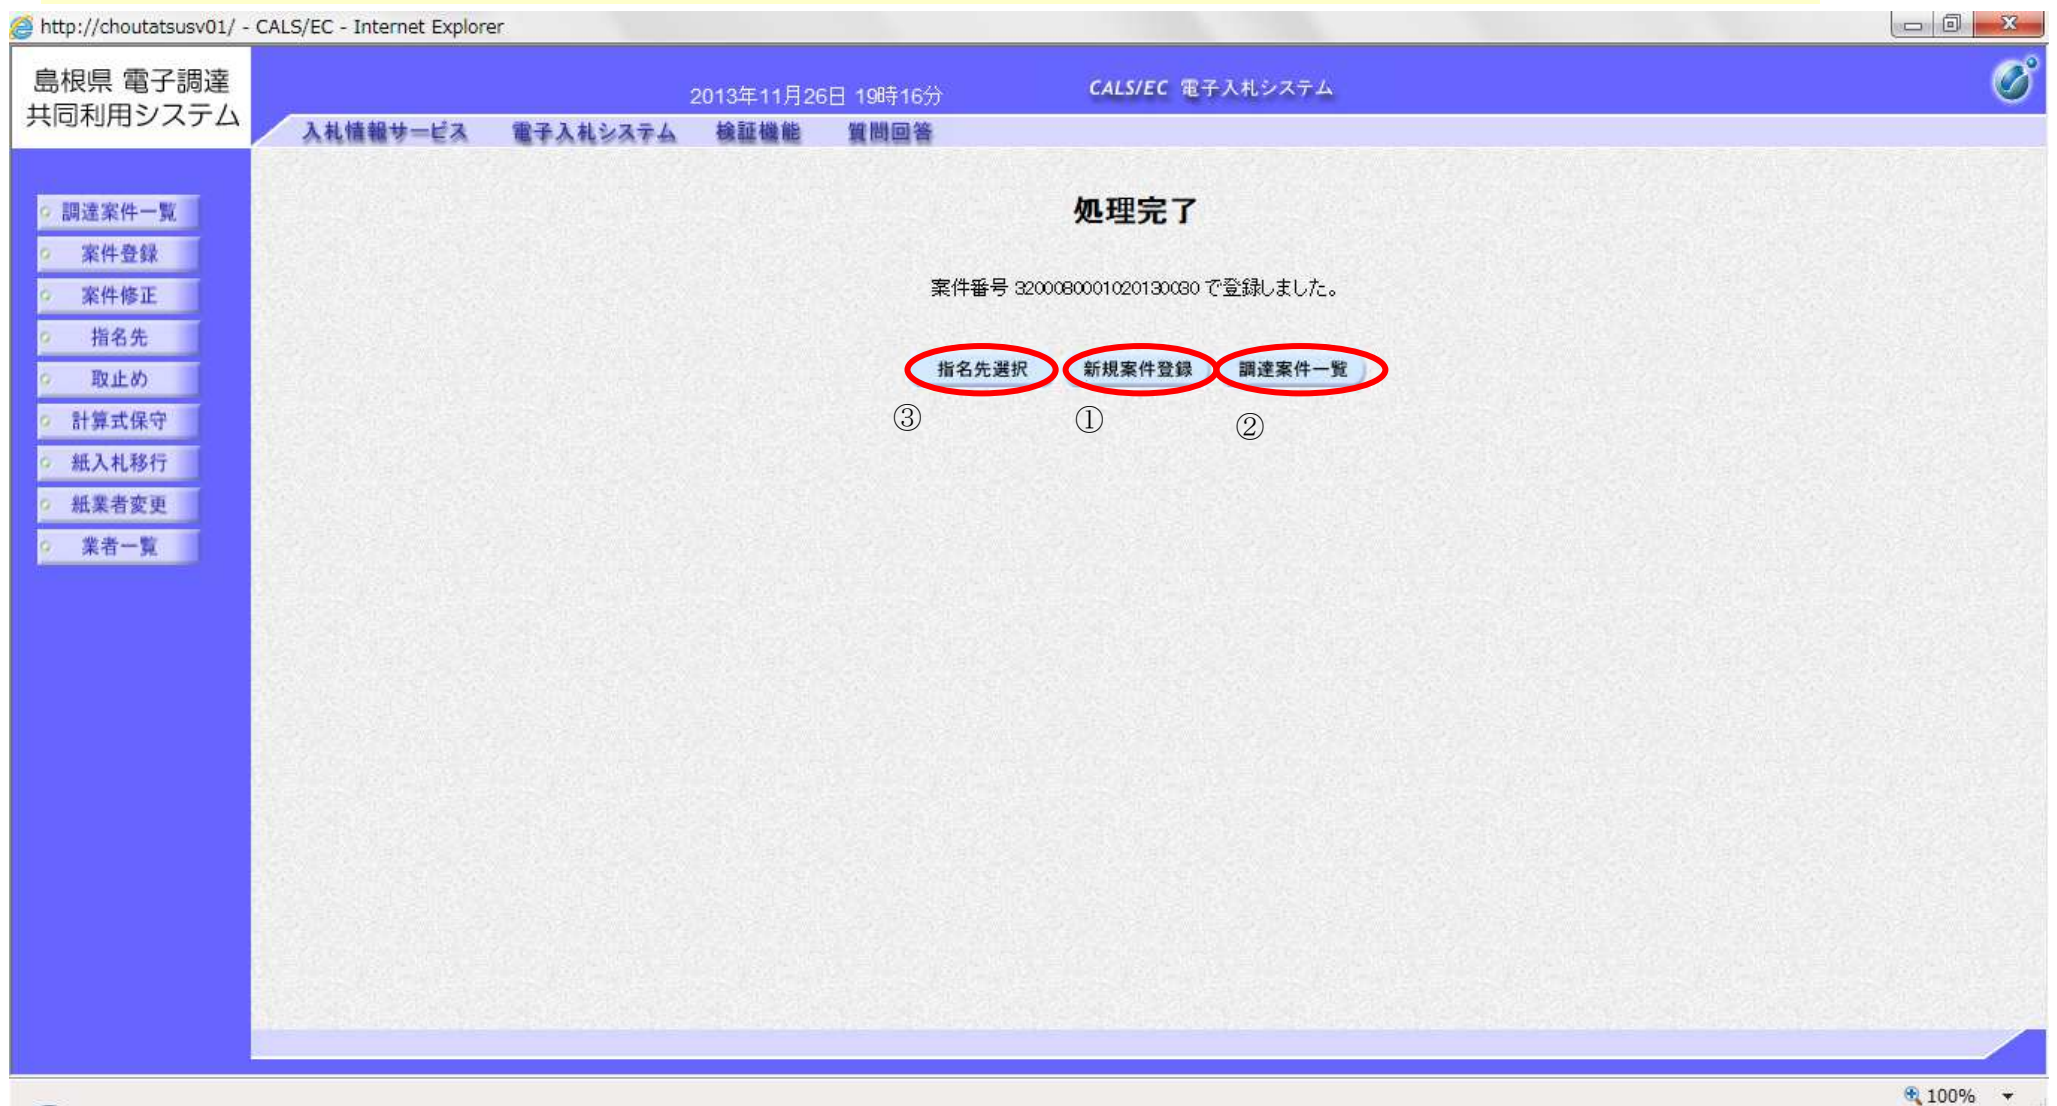 http://choutatsusv01/ - CALS/EC - Internet Explorer
島根県 電子調達
共同利用システム
2013年11月26日 19時16分
CALS/EC 電子入札システム
入札情報サービス 電子入札システム 検証機能 質問回答
調達案件一覧
案件登録
案件修正
指名先
取止め
計算式保守
紙入札移行
紙業者変更
業者一覧
処理完了
案件番号 3200080001020130030 で登録しました。
指名先選択 新規案件登録 調達案件一覧
③ ① ②
100%